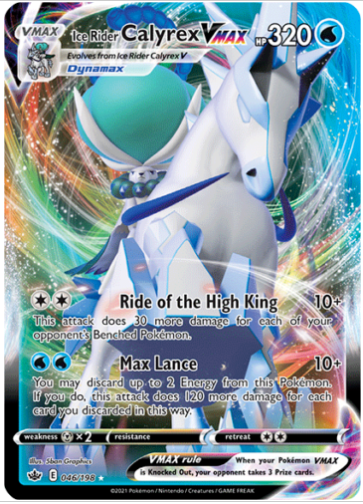 VMAX Ice Rider Calyrex VMAX HP 320
Evolves from Ice Rider Calyrex V
Dynamax
Ride of the High King 10+
This attack does 30 more damage for each of your
opponent's Benched Pokémon.
Max Lance 10+
You may discard up to 2 Energy from this Pokémon.
If you do, this attack does 120 more damage for each
card you discarded in this way.
weakness ×2 resistance retreat
Illus. 5ban Graphics
VMAX rule When your Pokémon VMAX
is Knocked Out, your opponent takes 3 Prize cards.
E 046/198
©2021 Pokémon / Nintendo / Creatures / GAME FREAK